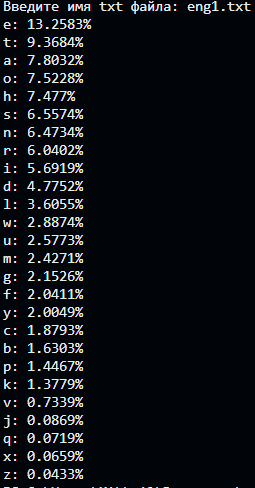 Введите имя txt файла: eng1.txt
e: 13.2583%
t: 9.3684%
a: 7.8032%
o: 7.5228%
h: 7.477%
s: 6.5574%
n: 6.4734%
r: 6.0402%
i: 5.6919%
d: 4.7752%
l: 3.6055%
w: 2.8874%
u: 2.5773%
m: 2.4271%
g: 2.1526%
f: 2.0411%
y: 2.0049%
c: 1.8793%
b: 1.6303%
p: 1.4467%
k: 1.3779%
v: 0.7339%
j: 0.0869%
q: 0.0719%
x: 0.0659%
z: 0.0433%